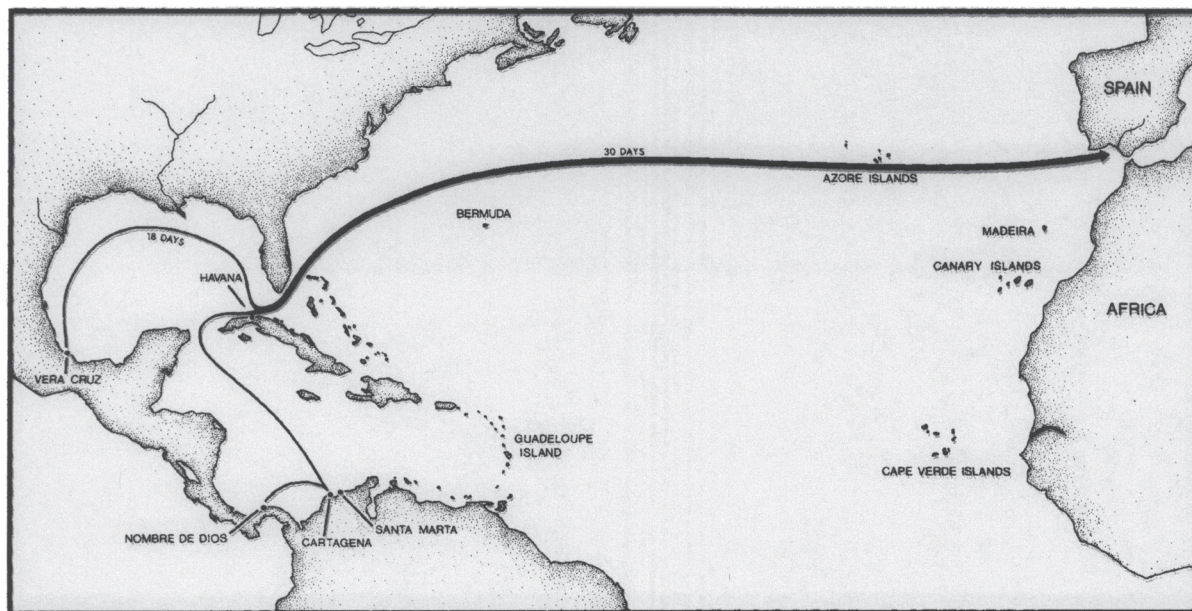 SPAIN
30 DAYS
AZORE ISLANDS
BERMUDA
18 DAYS
MADEIRA
HAVANA
CANARY ISLANDS
AFRICA
VERA CRUZ
GUADELOUPE
ISLAND
CAPE VERDE ISLANDS
SANTA MARTA
NOMBRE DE DIOS
CARTAGENA